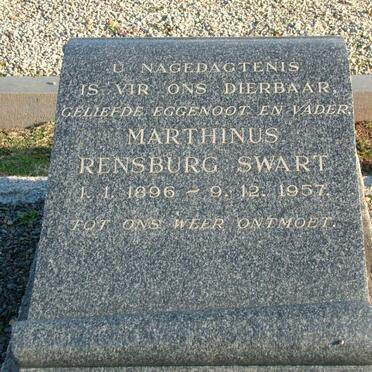 U NAGEDAGTENIS
IS VIR ONS DIERBAAR,
GELIEFDE EGGENOOT EN VADER
MARTHINUS
RENSBURG SWART
1. 1. 1896 – 9. 12. 1957.
TOT ONS WEER ONTMOET.